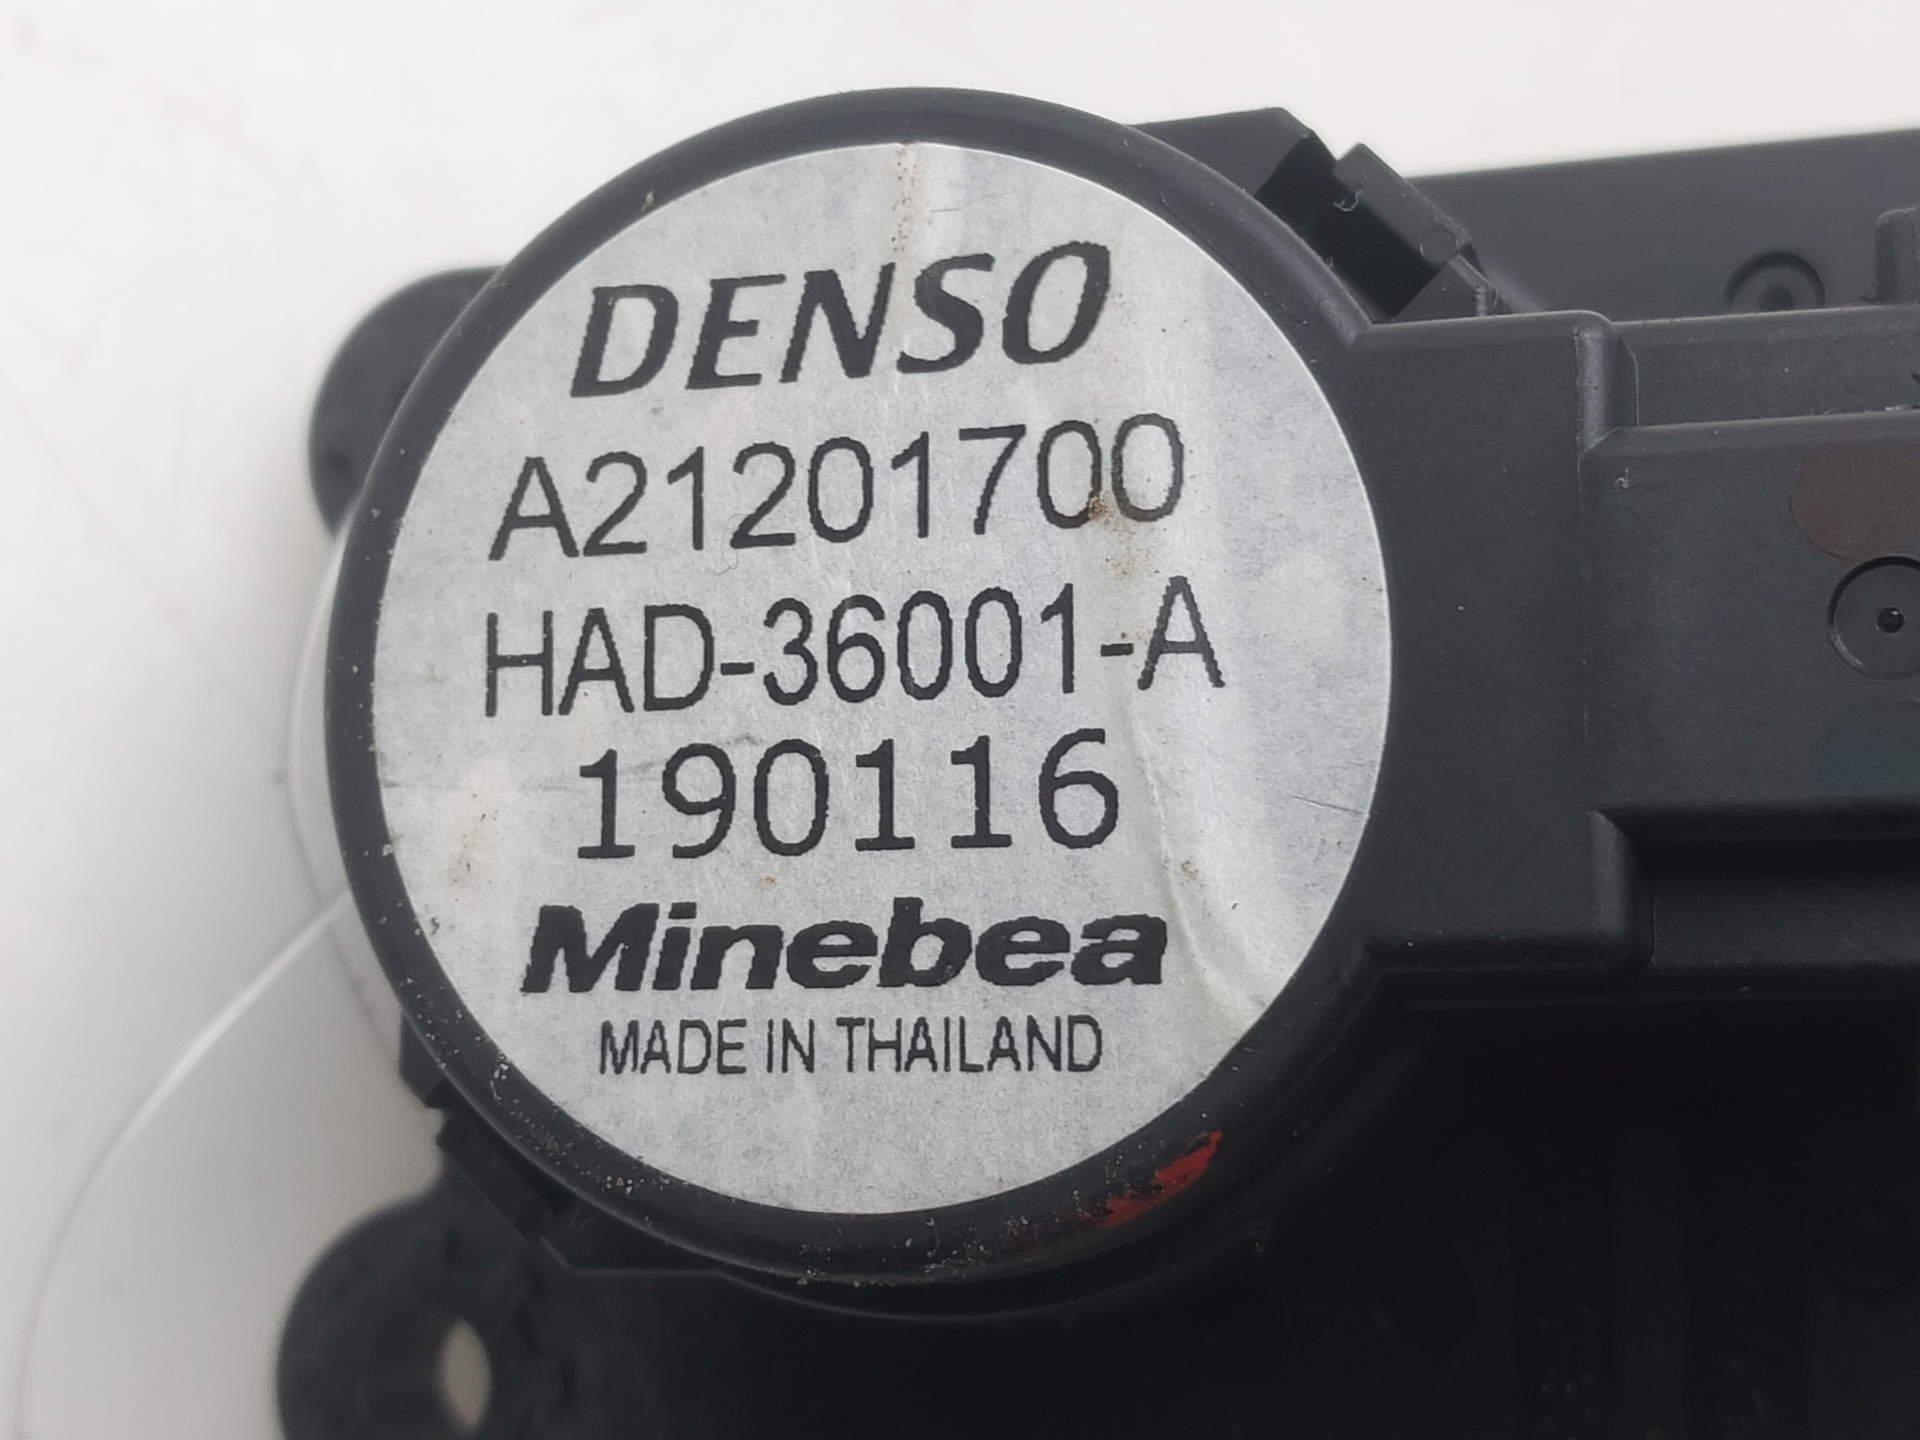 DENSO
A21201700
HAD-36001-A
190116
Minebea
MADE IN THAILAND